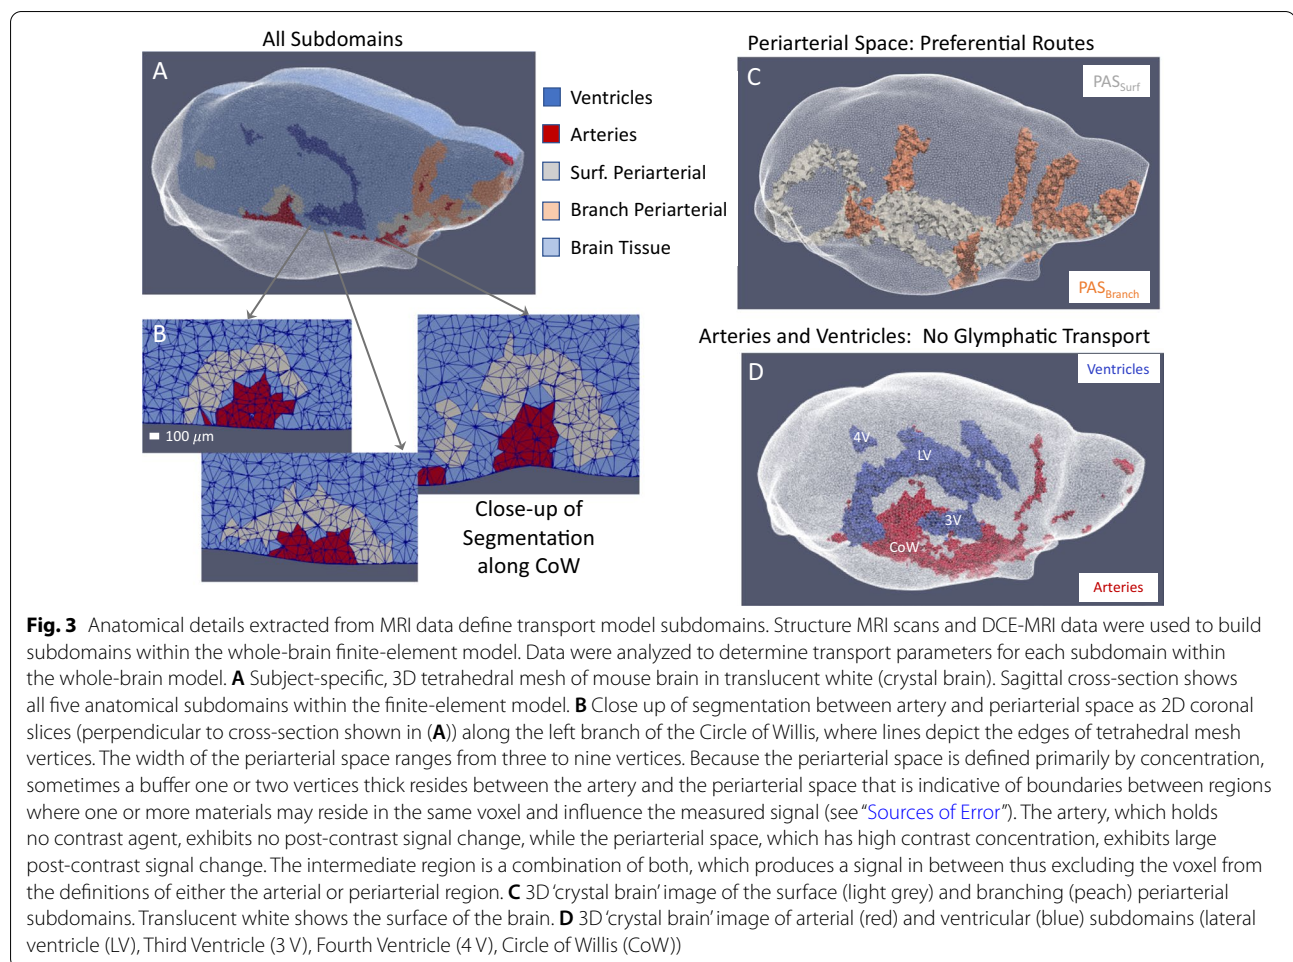 All Subdomains
A
Ventricles
Arteries
Surf. Periarterial
Branch Periarterial
Brain Tissue
B
100 μm
Close-up of
Segmentation
along CoW
Periarterial Space: Preferential Routes
C
PAS_Surf
PAS_Branch
Arteries and Ventricles: No Glymphatic Transport
D
Ventricles
4V
LV
3V
CoW
Arteries
Fig. 3 Anatomical details extracted from MRI data define transport model subdomains. Structure MRI scans and DCE-MRI data were used to build
subdomains within the whole-brain finite-element model. Data were analyzed to determine transport parameters for each subdomain within
the whole-brain model. A Subject-specific, 3D tetrahedral mesh of mouse brain in translucent white (crystal brain). Sagittal cross-section shows
all five anatomical subdomains within the finite-element model. B Close up of segmentation between artery and periarterial space as 2D coronal
slices (perpendicular to cross-section shown in (A)) along the left branch of the Circle of Willis, where lines depict the edges of tetrahedral mesh
vertices. The width of the periarterial space ranges from three to nine vertices. Because the periarterial space is defined primarily by concentration,
sometimes a buffer one or two vertices thick resides between the artery and the periarterial space that is indicative of boundaries between regions
where one or more materials may reside in the same voxel and influence the measured signal (see “Sources of Error”). The artery, which holds
no contrast agent, exhibits no post-contrast signal change, while the periarterial space, which has high contrast concentration, exhibits large
post-contrast signal change. The intermediate region is a combination of both, which produces a signal in between thus excluding the voxel from
the definitions of either the arterial or periarterial region. C 3D ‘crystal brain’ image of the surface (light grey) and branching (peach) periarterial
subdomains. Translucent white shows the surface of the brain. D 3D ‘crystal brain’ image of arterial (red) and ventricular (blue) subdomains (lateral
ventricle (LV), Third Ventricle (3 V), Fourth Ventricle (4 V), Circle of Willis (CoW))